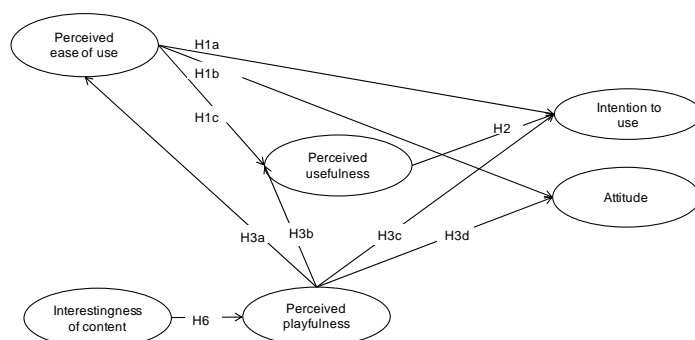 Perceived
ease of use
H1a
H1b
H1c
Intention to
use
H2
Perceived
usefulness
Attitude
H3a
H3b
H3c
H3d
Interestingness
of content
H6
Perceived
playfulness